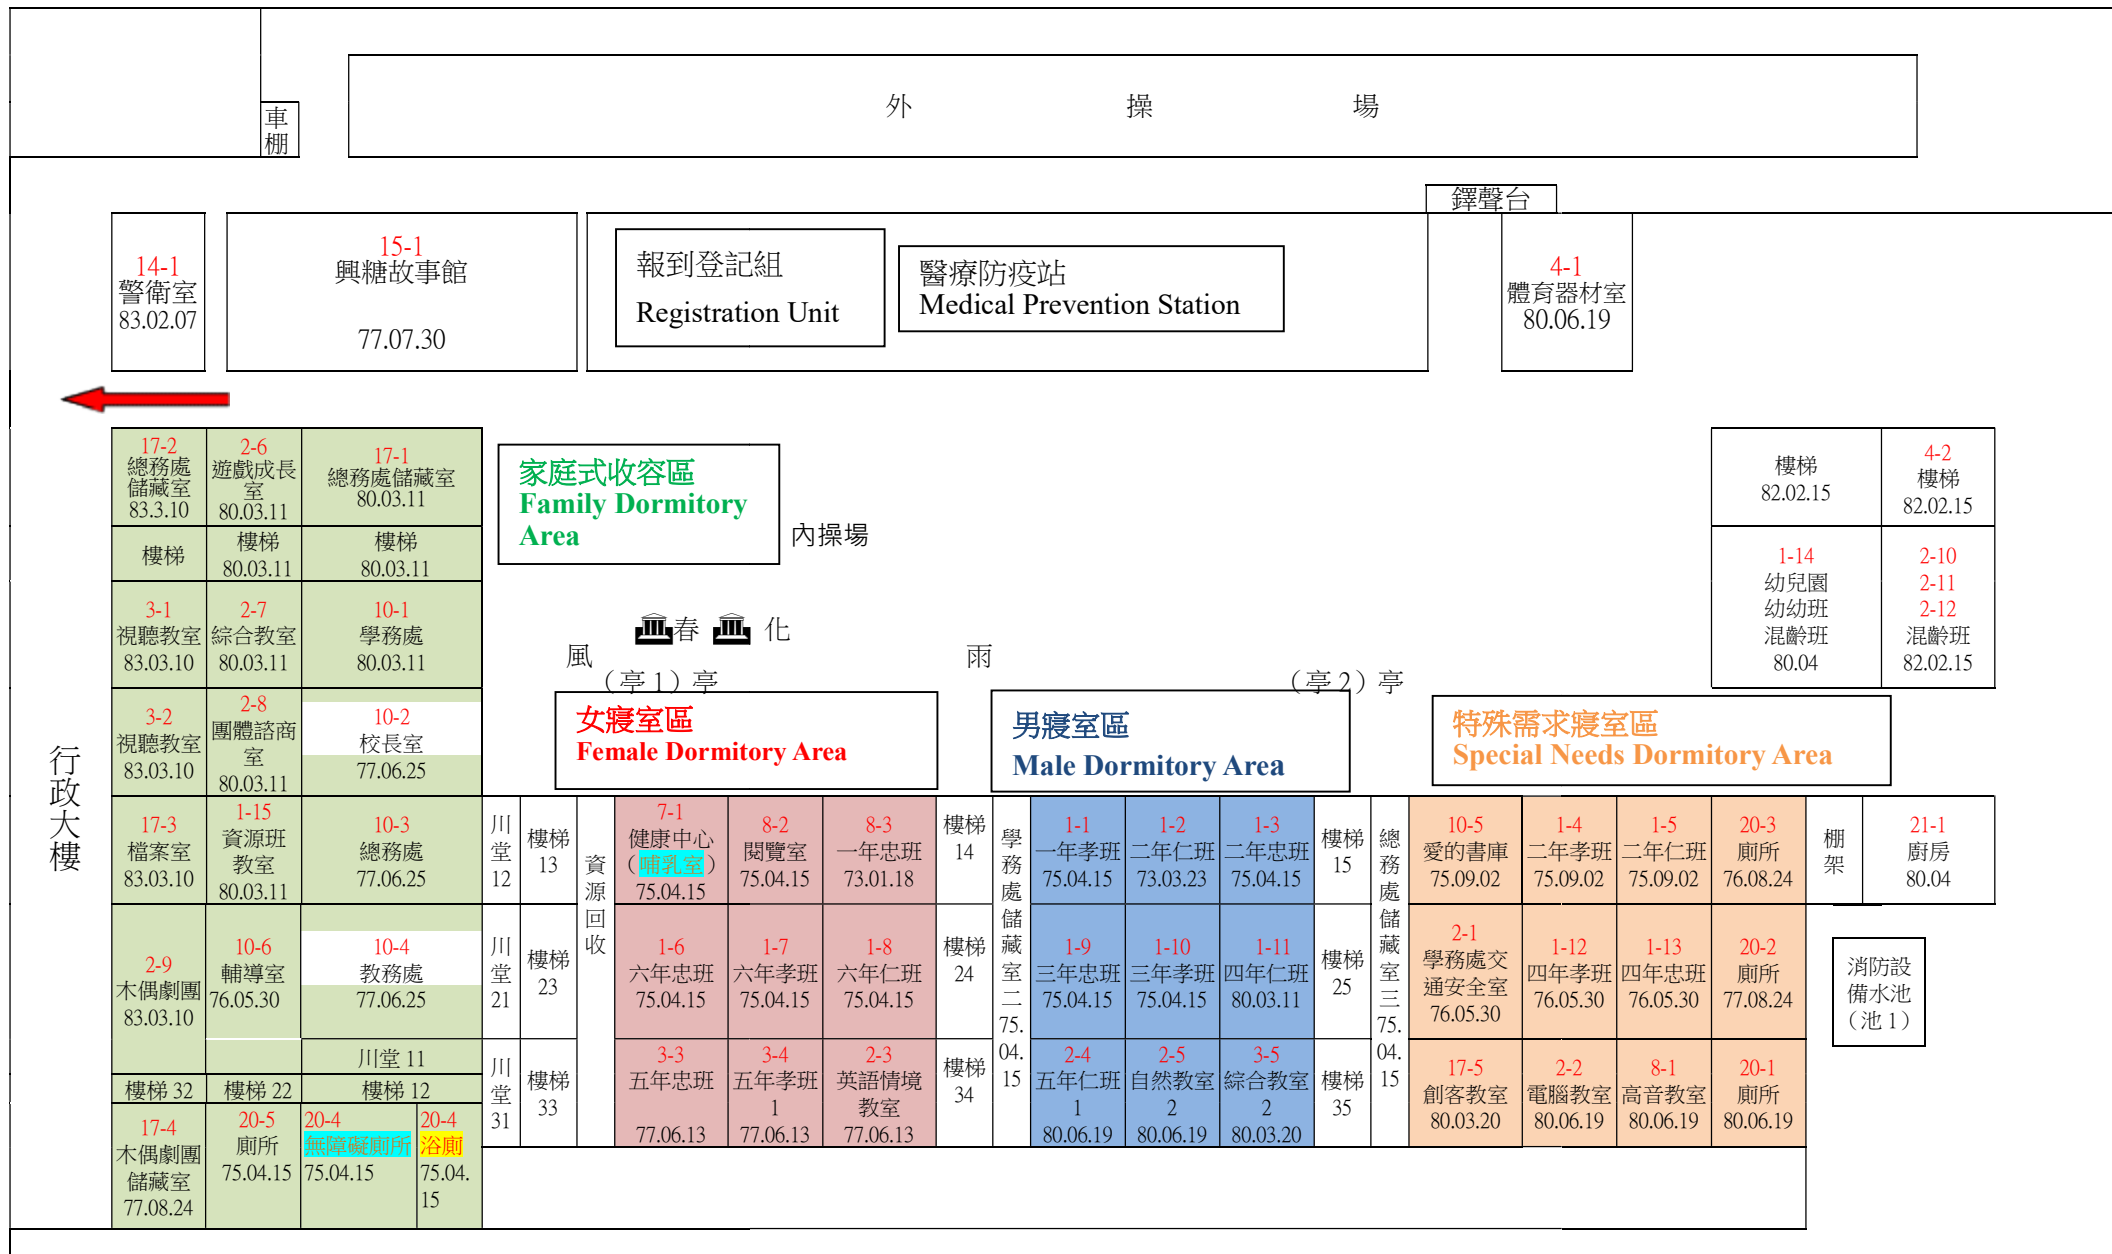 外 操 場
車
棚
鐸聲台
14-1
警衛室
83.02.07
15-1
興糖故事館
77.07.30
報到登記組
Registration Unit
醫療防疫站
Medical Prevention Station
4-1
體育器材室
80.06.19
17-2
總務處
儲藏室
83.3.10
2-6
遊戲成長
室
80.03.11
17-1
總務處儲藏室
80.03.11
家庭式收容區
Family Dormitory
Area
內操場
樓梯
82.02.15
4-2
樓梯
82.02.15
樓梯
樓梯
80.03.11
樓梯
80.03.11
3-1
視聽教室
83.03.10
2-7
綜合教室
80.03.11
10-1
學務處
80.03.11
春 化
風 雨
(亭 1) 亭
(亭 2) 亭
1-14
幼兒園
幼幼班
混齡班
80.04
2-10
2-11
2-12
混齡班
82.02.15
3-2
視聽教室
83.03.10
2-8
團體諮商
室
80.03.11
10-2
校長室
77.06.25
女寢室區
Female Dormitory Area
男寢室區
Male Dormitory Area
特殊需求寢室區
Special Needs Dormitory Area
行政大樓
17-3
檔案室
83.03.10
1-15
資源班
教室
80.03.11
10-3
總務處
77.06.25
川
堂
12
樓梯
13
資源回收
7-1
健康中心
(哺乳室)
75.04.15
8-2
閱覽室
75.04.15
8-3
一年忠班
73.01.18
樓梯
14
學務處儲藏室二
75.
04.
15
1-1
一年孝班
75.04.15
1-2
二年仁班
73.03.23
1-3
二年忠班
75.04.15
樓梯
15
總務處儲藏室三
75.
04.
15
10-5
愛的書庫
75.09.02
1-4
二年孝班
75.09.02
1-5
二年仁班
75.09.02
20-3
廁所
76.08.24
棚
架
21-1
廚房
80.04
2-9
木偶劇團
83.03.10
10-6
輔導室
76.05.30
10-4
教務處
77.06.25
川
堂
21
樓梯
23
1-6
六年忠班
75.04.15
1-7
六年孝班
75.04.15
1-8
六年仁班
75.04.15
樓梯
24
1-9
三年忠班
75.04.15
1-10
三年孝班
75.04.15
1-11
四年仁班
80.03.11
樓梯
25
2-1
學務處交
通安全室
76.05.30
1-12
四年孝班
76.05.30
1-13
四年忠班
76.05.30
20-2
廁所
77.08.24
消防設
備水池
(池 1)
川堂 11
樓梯 32
樓梯 22
樓梯 12
川
堂
31
樓梯
33
3-3
五年忠班
77.06.13
3-4
五年孝班
1
77.06.13
2-3
英語情境
教室
77.06.13
樓梯
34
2-4
五年仁班
1
80.06.19
2-5
自然教室
2
80.06.19
3-5
綜合教室
2
80.03.20
樓梯
35
17-5
創客教室
80.03.20
2-2
電腦教室
80.06.19
8-1
高音教室
80.06.19
20-1
廁所
80.06.19
17-4
木偶劇團
儲藏室
77.08.24
20-5
廁所
75.04.15
20-4
無障礙廁所
75.04.15
20-4
浴廁
75.04.
15